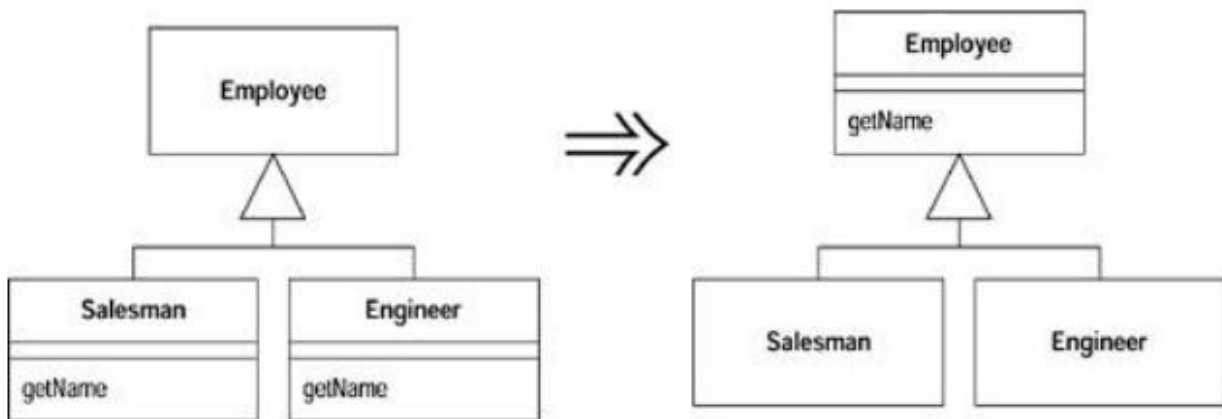 Employee
Salesman
getName
Engineer
getName
Employee
getName
Salesman
Engineer